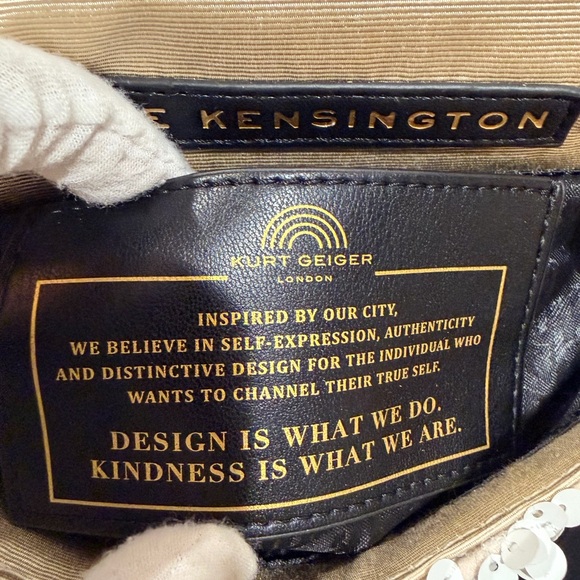 E KENSINGTON
KURT GEIGER
LONDON
INSPIRED BY OUR CITY,
WE BELIEVE IN SELF-EXPRESSION, AUTHENTICITY
AND DISTINCTIVE DESIGN FOR THE INDIVIDUAL WHO
WANTS TO CHANNEL THEIR TRUE SELF.
DESIGN IS WHAT WE DO.
KINDNESS IS WHAT WE ARE.